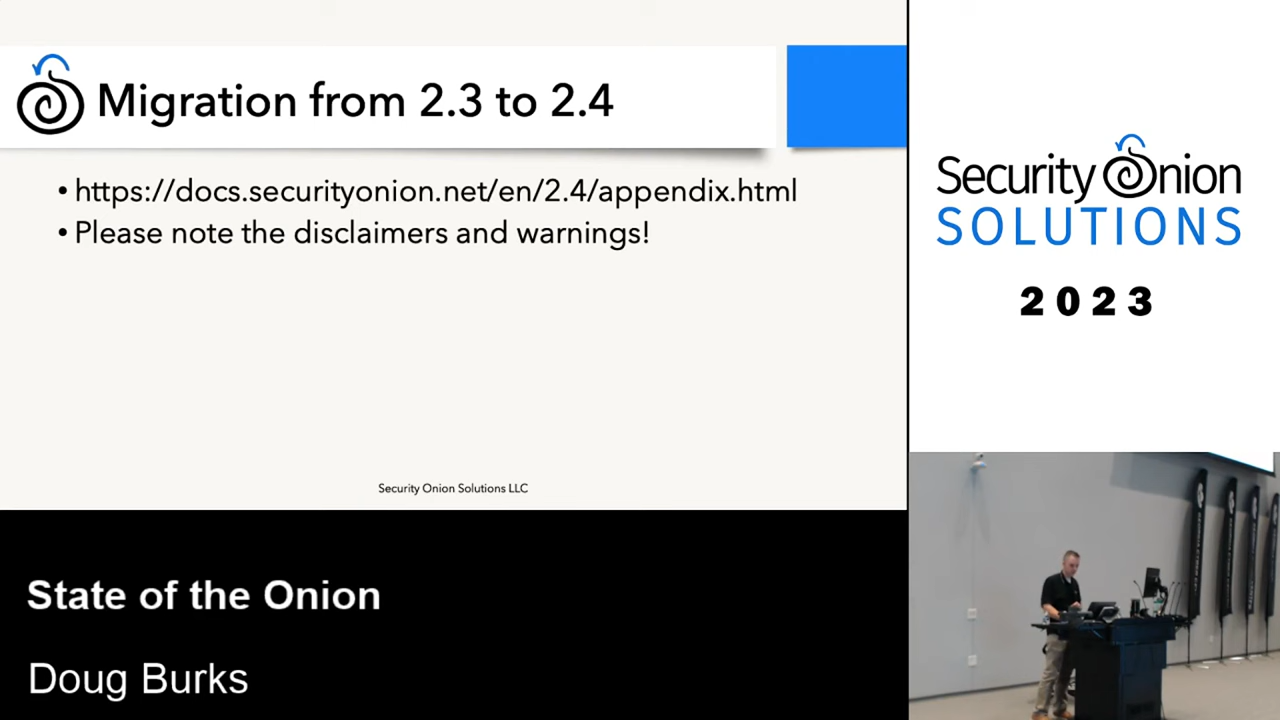 Migration from 2.3 to 2.4
• https://docs.securityonion.net/en/2.4/appendix.html
• Please note the disclaimers and warnings!
Security Onion Solutions LLC
Security Onion
SOLUTIONS
2023
State of the Onion
Doug Burks